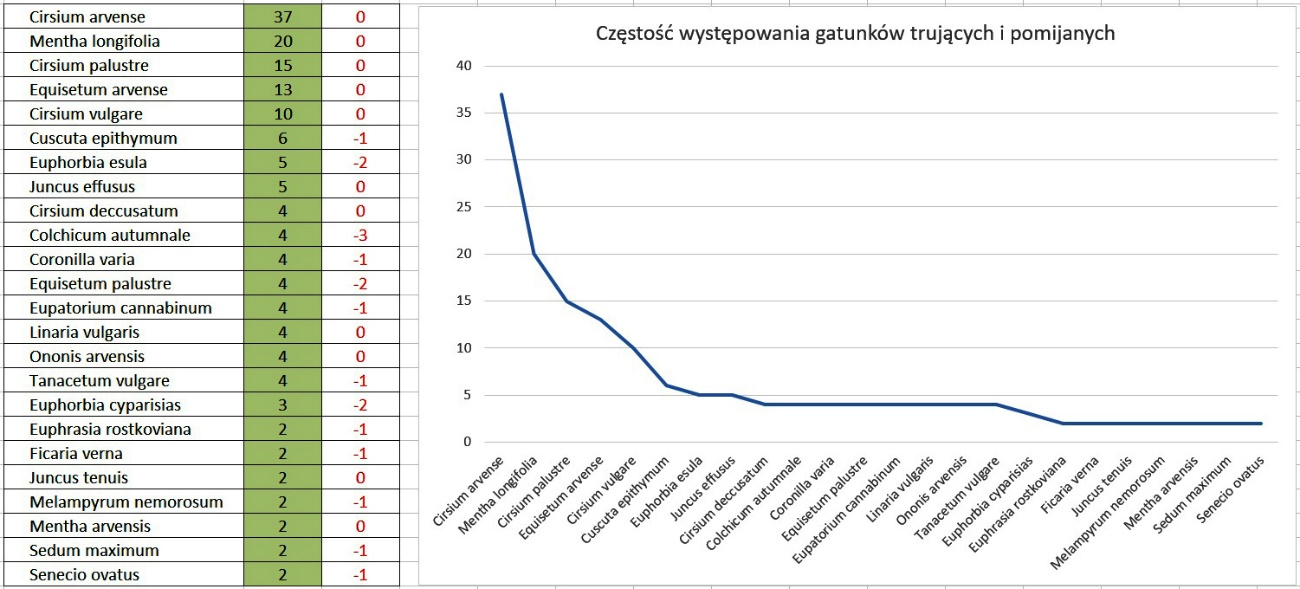 Cirsium arvense 37 0
Mentha longifolia 20 0
Cirsium palustre 15 0
Equisetum arvense 13 0
Cirsium vulgare 10 0
Cuscuta epithymum 6 -1
Euphorbia esula 5 -2
Juncus effusus 5 0
Cirsium deccusatum 4 0
Colchicum autumnale 4 -3
Coronilla varia 4 -1
Equisetum palustre 4 -2
Eupatorium cannabinum 4 -1
Linaria vulgaris 4 0
Ononis arvensis 4 0
Tanacetum vulgare 4 -1
Euphorbia cyparisias 3 -2
Euphrasia rostkoviana 2 -1
Ficaria verna 2 -1
Juncus tenuis 2 0
Melampyrum nemorosum 2 -1
Mentha arvensis 2 0
Sedum maximum 2 -1
Senecio ovatus 2 -1
Częstość występowania gatunków trujących i pomijanych
40
35
30
25
20
15
10
5
0
Cirsium arvense
Mentha longifolia
Cirsium palustre
Equisetum arvense
Cirsium vulgare
Cuscuta epithymum
Euphorbia esula
Juncus effusus
Cirsium deccusatum
Colchicum autumnale
Coronilla varia
Equisetum palustre
Eupatorium cannabinum
Linaria vulgaris
Ononis arvensis
Tanacetum vulgare
Euphorbia cyparisias
Euphrasia rostkoviana
Ficaria verna
Juncus tenuis
Melampyrum nemorosum
Mentha arvensis
Sedum maximum
Senecio ovatus